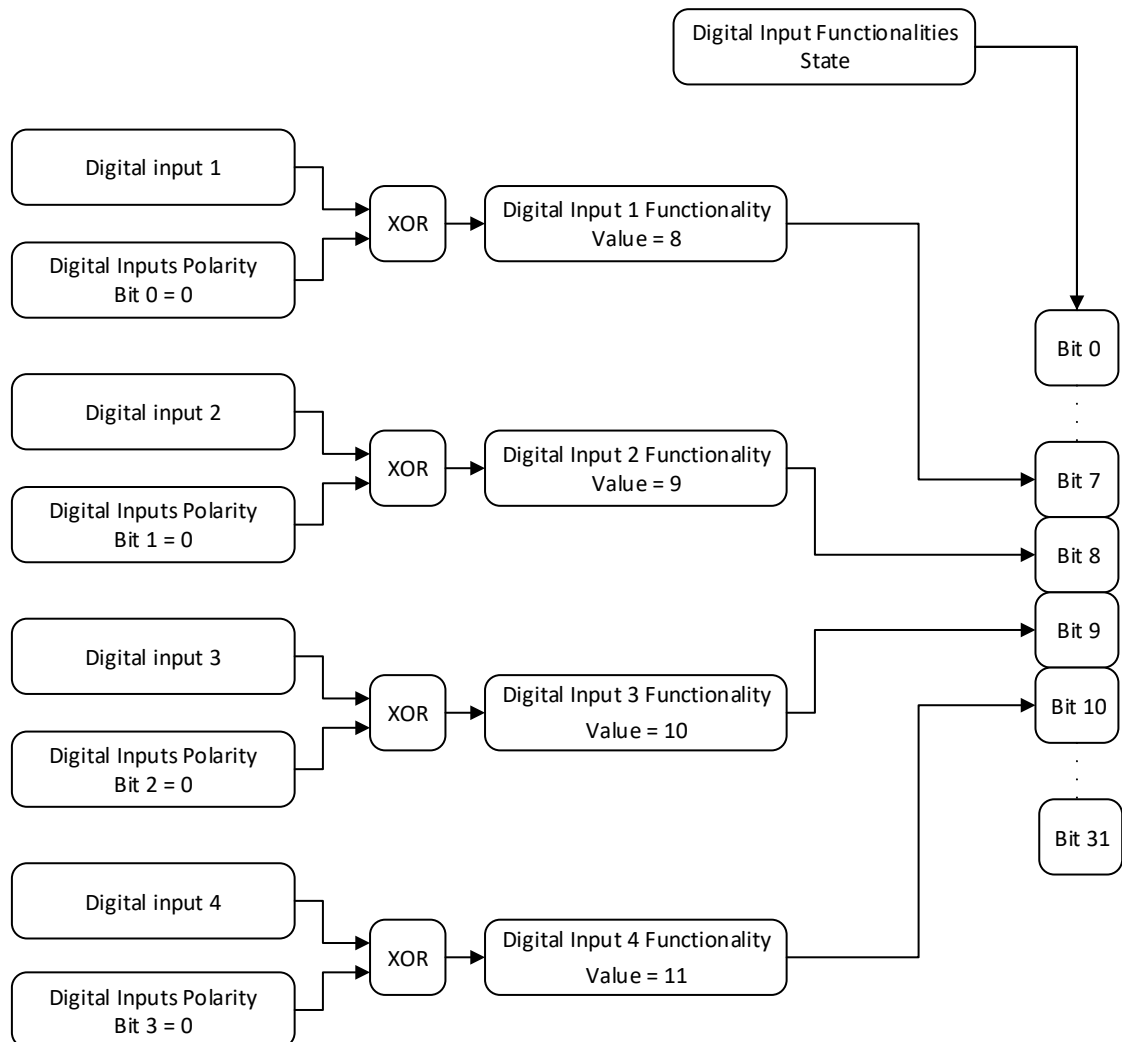 Digital Input Functionalities
State
Digital input 1
Digital Inputs Polarity
Bit 0 = 0
XOR
Digital Input 1 Functionality
Value = 8
Digital input 2
Digital Inputs Polarity
Bit 1 = 0
XOR
Digital Input 2 Functionality
Value = 9
Digital input 3
Digital Inputs Polarity
Bit 2 = 0
XOR
Digital Input 3 Functionality
Value = 10
Digital input 4
Digital Inputs Polarity
Bit 3 = 0
XOR
Digital Input 4 Functionality
Value = 11
Bit 0
Bit 7
Bit 8
Bit 9
Bit 10
Bit 31